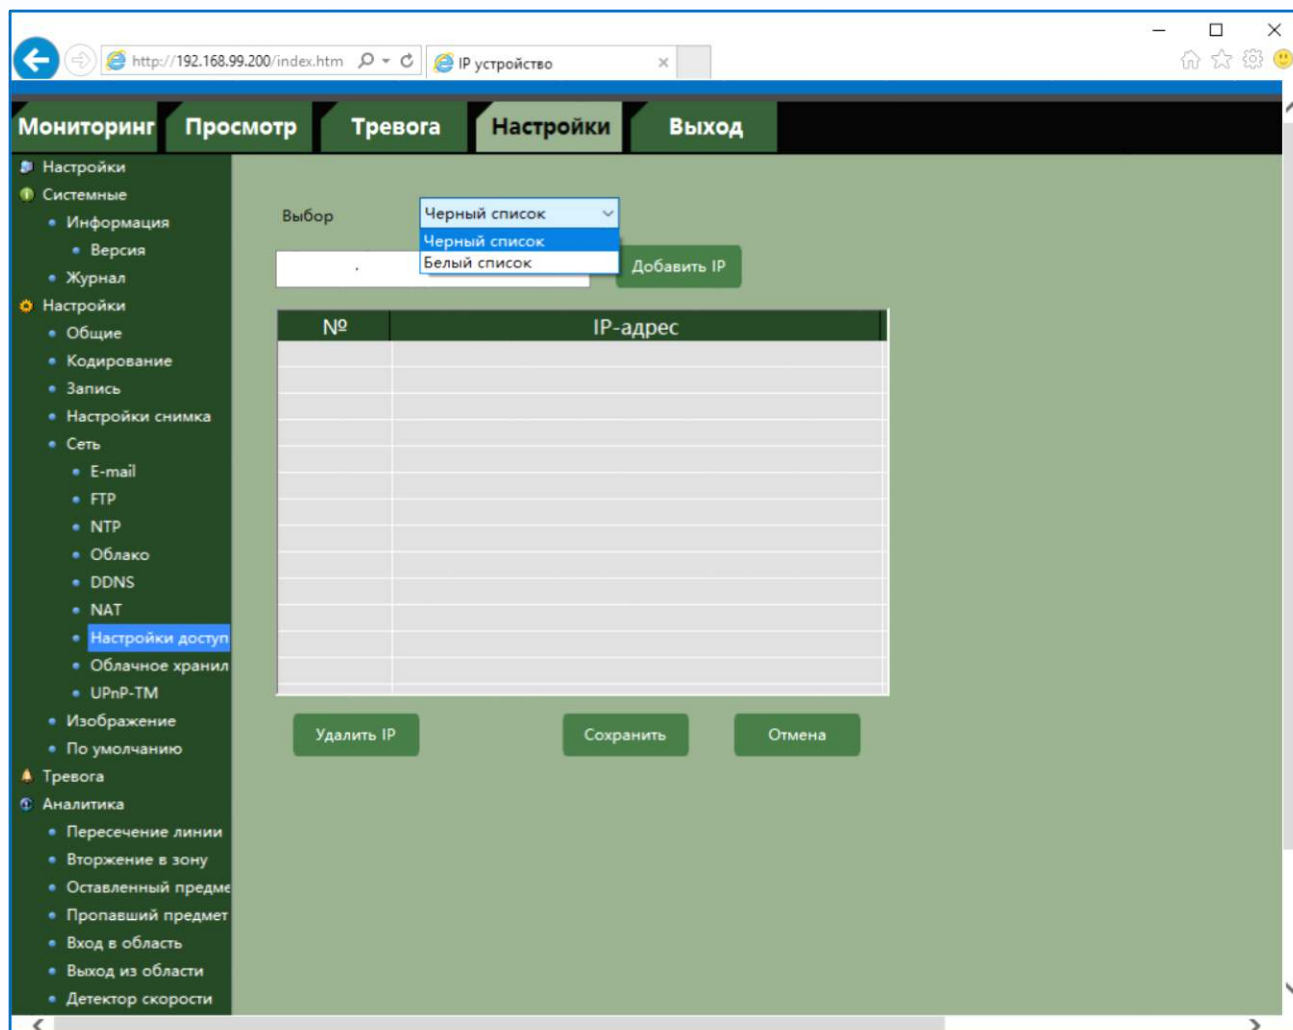 http://192.168.99.200/index.htm
IP устройство
Мониторинг Просмотр Тревога Настройки Выход
Настройки
Системные
Информация
Версия
Журнал
Настройки
Общие
Кодирование
Запись
Настройки снимка
Сеть
E-mail
FTP
NTP
Облако
DDNS
NAT
Настройки доступ
Облачное хранил
UPnP-TM
Изображение
По умолчанию
Тревога
Аналитика
Пересечение линии
Вторжение в зону
Оставленный предме
Пропавший предмет
Вход в область
Выход из области
Детектор скорости
Выбор
Черный список
Черный список
Белый список
Добавить IP
№ IP-адрес
Удалить IP Сохранить Отмена